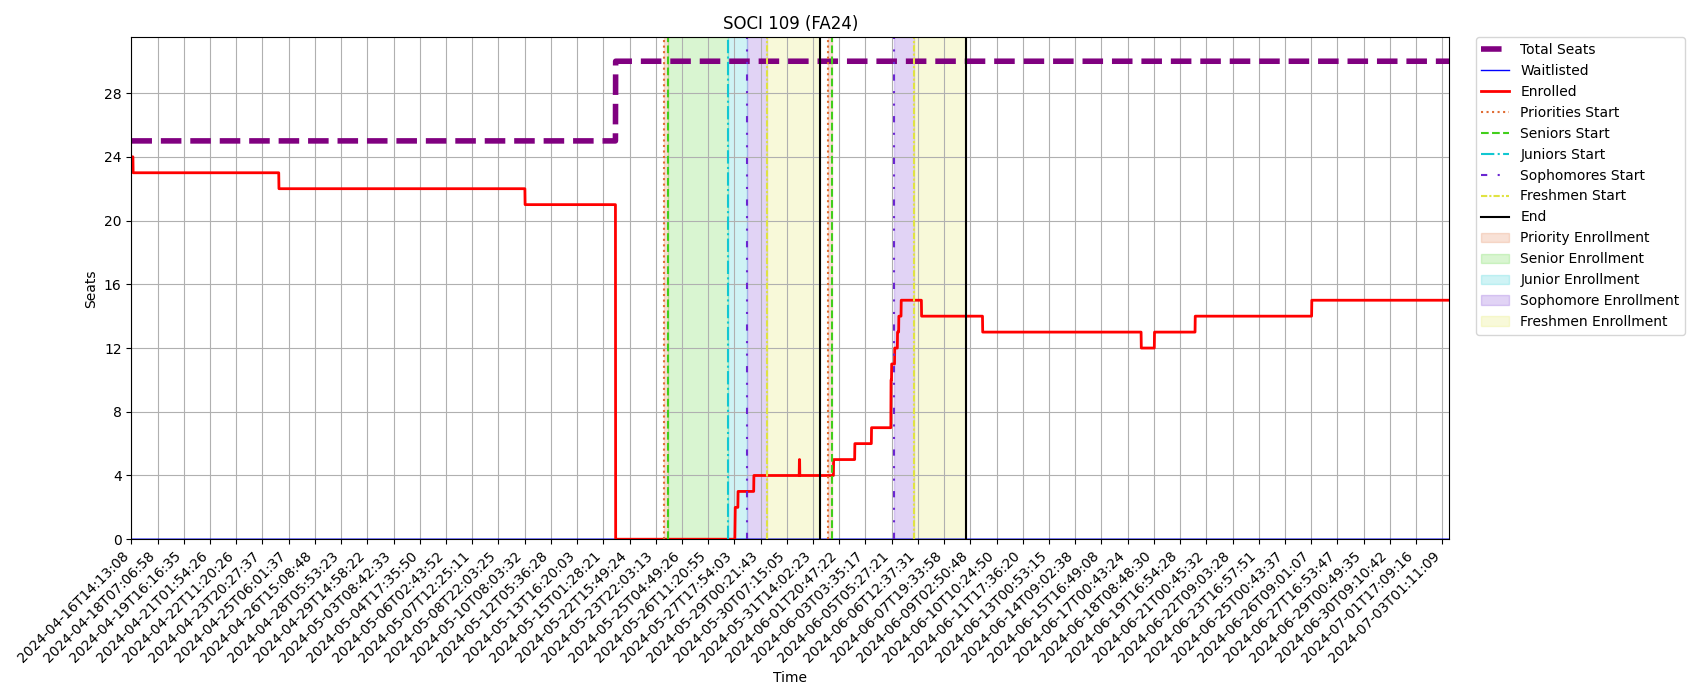 SOCI 109 (FA24)
Seats
28
24
20
16
12
8
4
0
2024-04-16T14:13:08
2024-04-18T07:06:58
2024-04-19T16:16:35
2024-04-21T01:54:26
2024-04-22T11:20:26
2024-04-23T20:27:37
2024-04-25T06:01:37
2024-04-26T15:08:48
2024-04-28T05:53:23
2024-04-29T14:58:22
2024-05-03T08:42:33
2024-05-04T17:35:50
2024-05-06T02:43:52
2024-05-07T12:25:11
2024-05-08T22:03:25
2024-05-10T08:03:32
2024-05-12T05:36:28
2024-05-13T16:20:03
2024-05-15T01:28:21
2024-05-22T15:49:24
2024-05-23T22:03:13
2024-05-25T04:49:26
2024-05-26T11:20:55
2024-05-27T17:54:03
2024-05-29T00:21:43
2024-05-30T07:15:05
2024-05-31T14:02:23
2024-06-01T20:47:22
2024-06-03T03:35:17
2024-06-05T05:27:21
2024-06-06T12:37:31
2024-06-07T19:33:58
2024-06-09T02:50:48
2024-06-10T10:24:50
2024-06-11T17:36:20
2024-06-13T00:53:15
2024-06-14T09:02:38
2024-06-15T16:49:09
2024-06-17T00:43:24
2024-06-18T08:48:30
2024-06-19T16:54:28
2024-06-21T00:45:32
2024-06-22T09:03:28
2024-06-23T16:57:51
2024-06-25T00:43:37
2024-06-26T09:01:07
2024-06-27T16:53:47
2024-06-29T00:49:35
2024-06-30T09:10:42
2024-07-01T17:09:16
2024-07-03T01:11:09
Time
Total Seats
Waitlisted
Enrolled
Priorities Start
Seniors Start
Juniors Start
Sophomores Start
Freshmen Start
End
Priority Enrollment
Senior Enrollment
Junior Enrollment
Sophomore Enrollment
Freshmen Enrollment